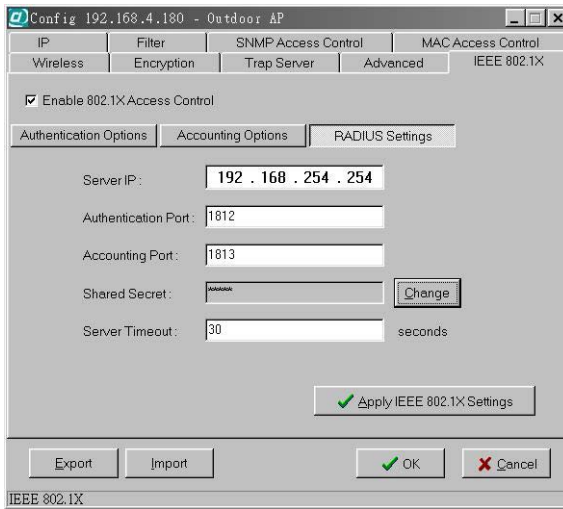 Config 192.168.4.180 - Outdoor AP
IP Filter SNMP Access Control MAC Access Control
Wireless Encryption Trap Server Advanced IEEE 802.1X
Enable 802.1X Access Control
Authentication Options Accounting Options RADIUS Settings
Server IP : 192 . 168 . 254 . 254
Authentication Port : 1812
Accounting Port : 1813
Shared Secret : ***** Change
Server Timeout : 30 seconds
Apply IEEE 802.1X Settings
Export Import OK Cancel
IEEE 802.1X